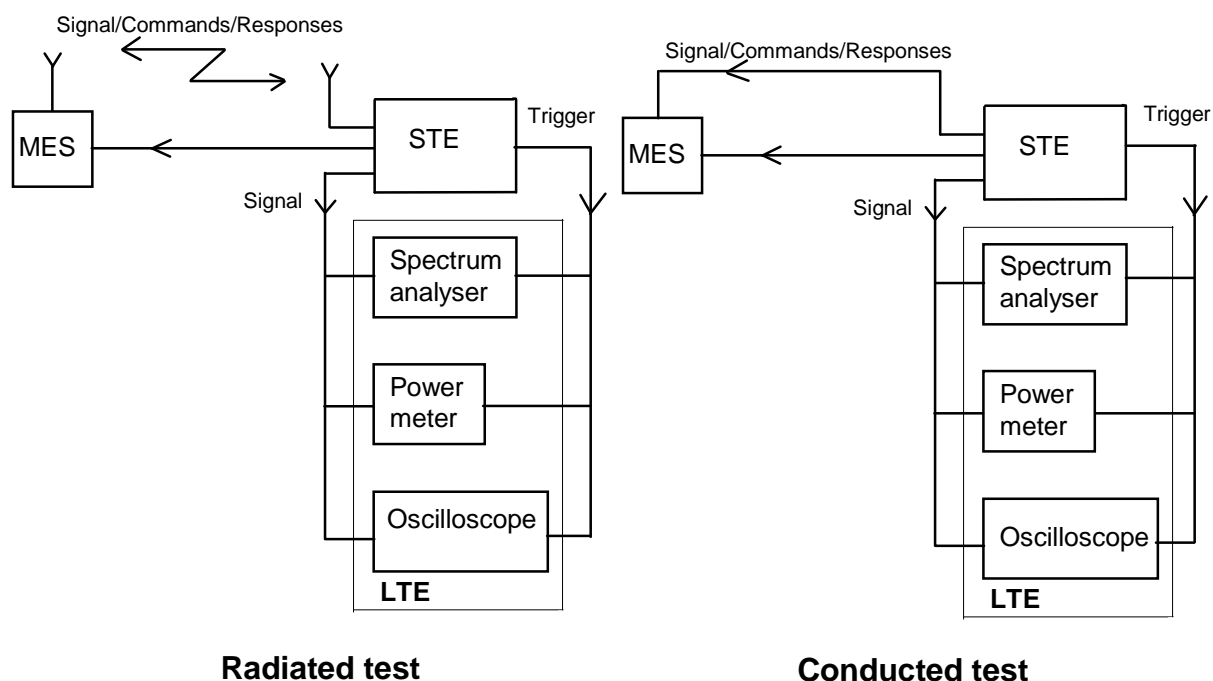 Signal/Commands/Responses
MES
STE
Trigger
Signal
Spectrum
analyser
Power
meter
Oscilloscope
LTE
Radiated test
Signal/Commands/Responses
MES
STE
Trigger
Signal
Spectrum
analyser
Power
meter
Oscilloscope
LTE
Conducted test